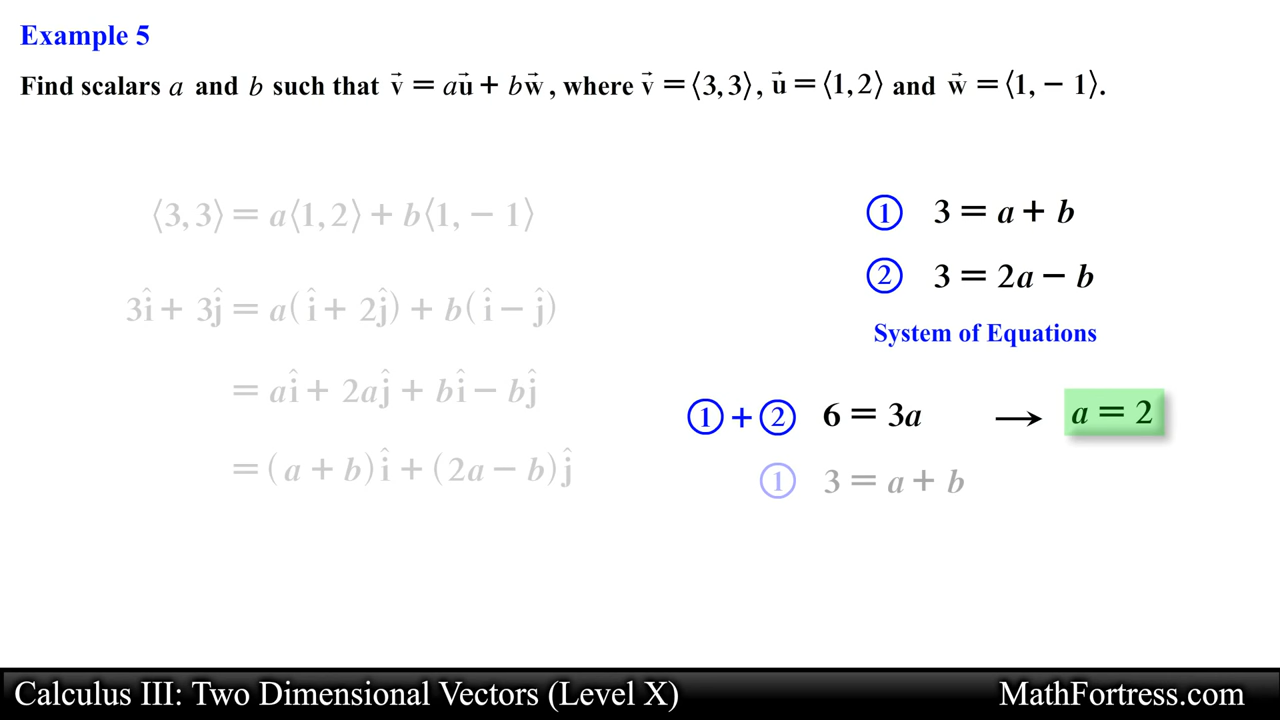 Example 5
Find scalars a and b such that v⃗ = au⃗ + bw⃗, where v⃗ = ⟨3, 3⟩, u⃗ = ⟨1, 2⟩ and w⃗ = ⟨1, − 1⟩.
⟨3, 3⟩ = a⟨1, 2⟩ + b⟨1, − 1⟩
3î + 3ĵ = a(î + 2ĵ) + b(î − ĵ)
= aî + 2aĵ + bî − bĵ
= (a + b)î + (2a − b)ĵ
① 3 = a + b
② 3 = 2a − b
System of Equations
① + ② 6 = 3a → a = 2
① 3 = a + b
Calculus III: Two Dimensional Vectors (Level X) MathFortress.com